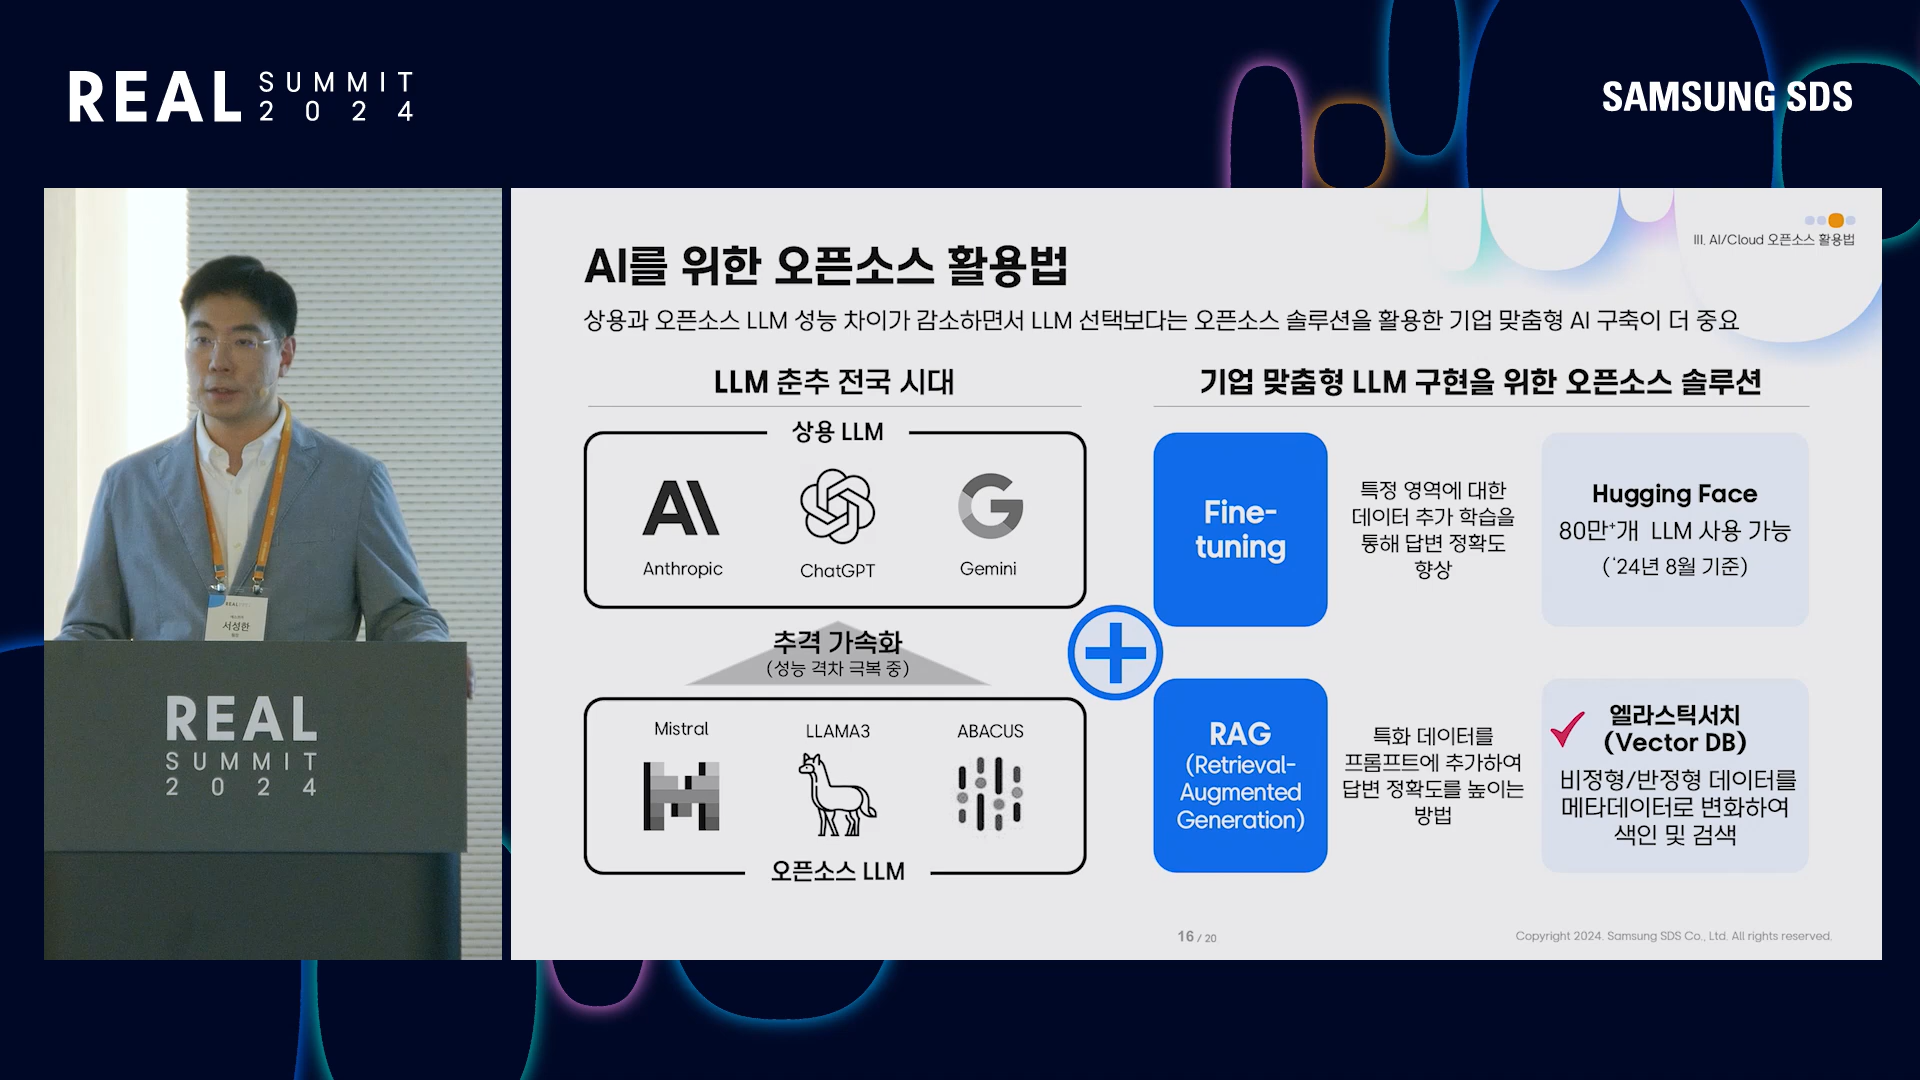 REAL SUMMIT
2024
SAMSUNG SDS
III. AI/Cloud 오픈소스 활용법
AI를 위한 오픈소스 활용법
상용과 오픈소스 LLM 성능 차이가 감소하면서 LLM 선택보다는 오픈소스 솔루션을 활용한 기업 맞춤형 AI 구축이 더 중요
LLM 춘추 전국 시대
상용 LLM
Anthropic
ChatGPT
Gemini
추격 가속화
(성능 격차 극복 중)
Mistral
LLAMA3
ABACUS
오픈소스 LLM
기업 맞춤형 LLM 구현을 위한 오픈소스 솔루션
Fine-
tuning
특정 영역에 대한
데이터 추가 학습을
통해 답변 정확도
향상
Hugging Face
80만⁺개 LLM 사용 가능
(‘24년 8월 기준)
RAG
(Retrieval-
Augmented
Generation)
특화 데이터를
프롬프트에 추가하여
답변 정확도를 높이는
방법
엘라스틱서치
(Vector DB)
비정형/반정형 데이터를
메타데이터로 변화하여
색인 및 검색
16 / 20
Copyright 2024. Samsung SDS Co., Ltd. All rights reserved.
서성한
REAL
SUMMIT
2024